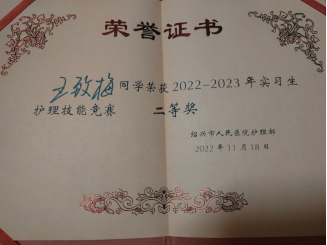 荣誉证书
王致梅同学荣获2022-2023年实习生
护理技能竞赛 二等奖
绍兴市人民医院护理部
2022年11月18日